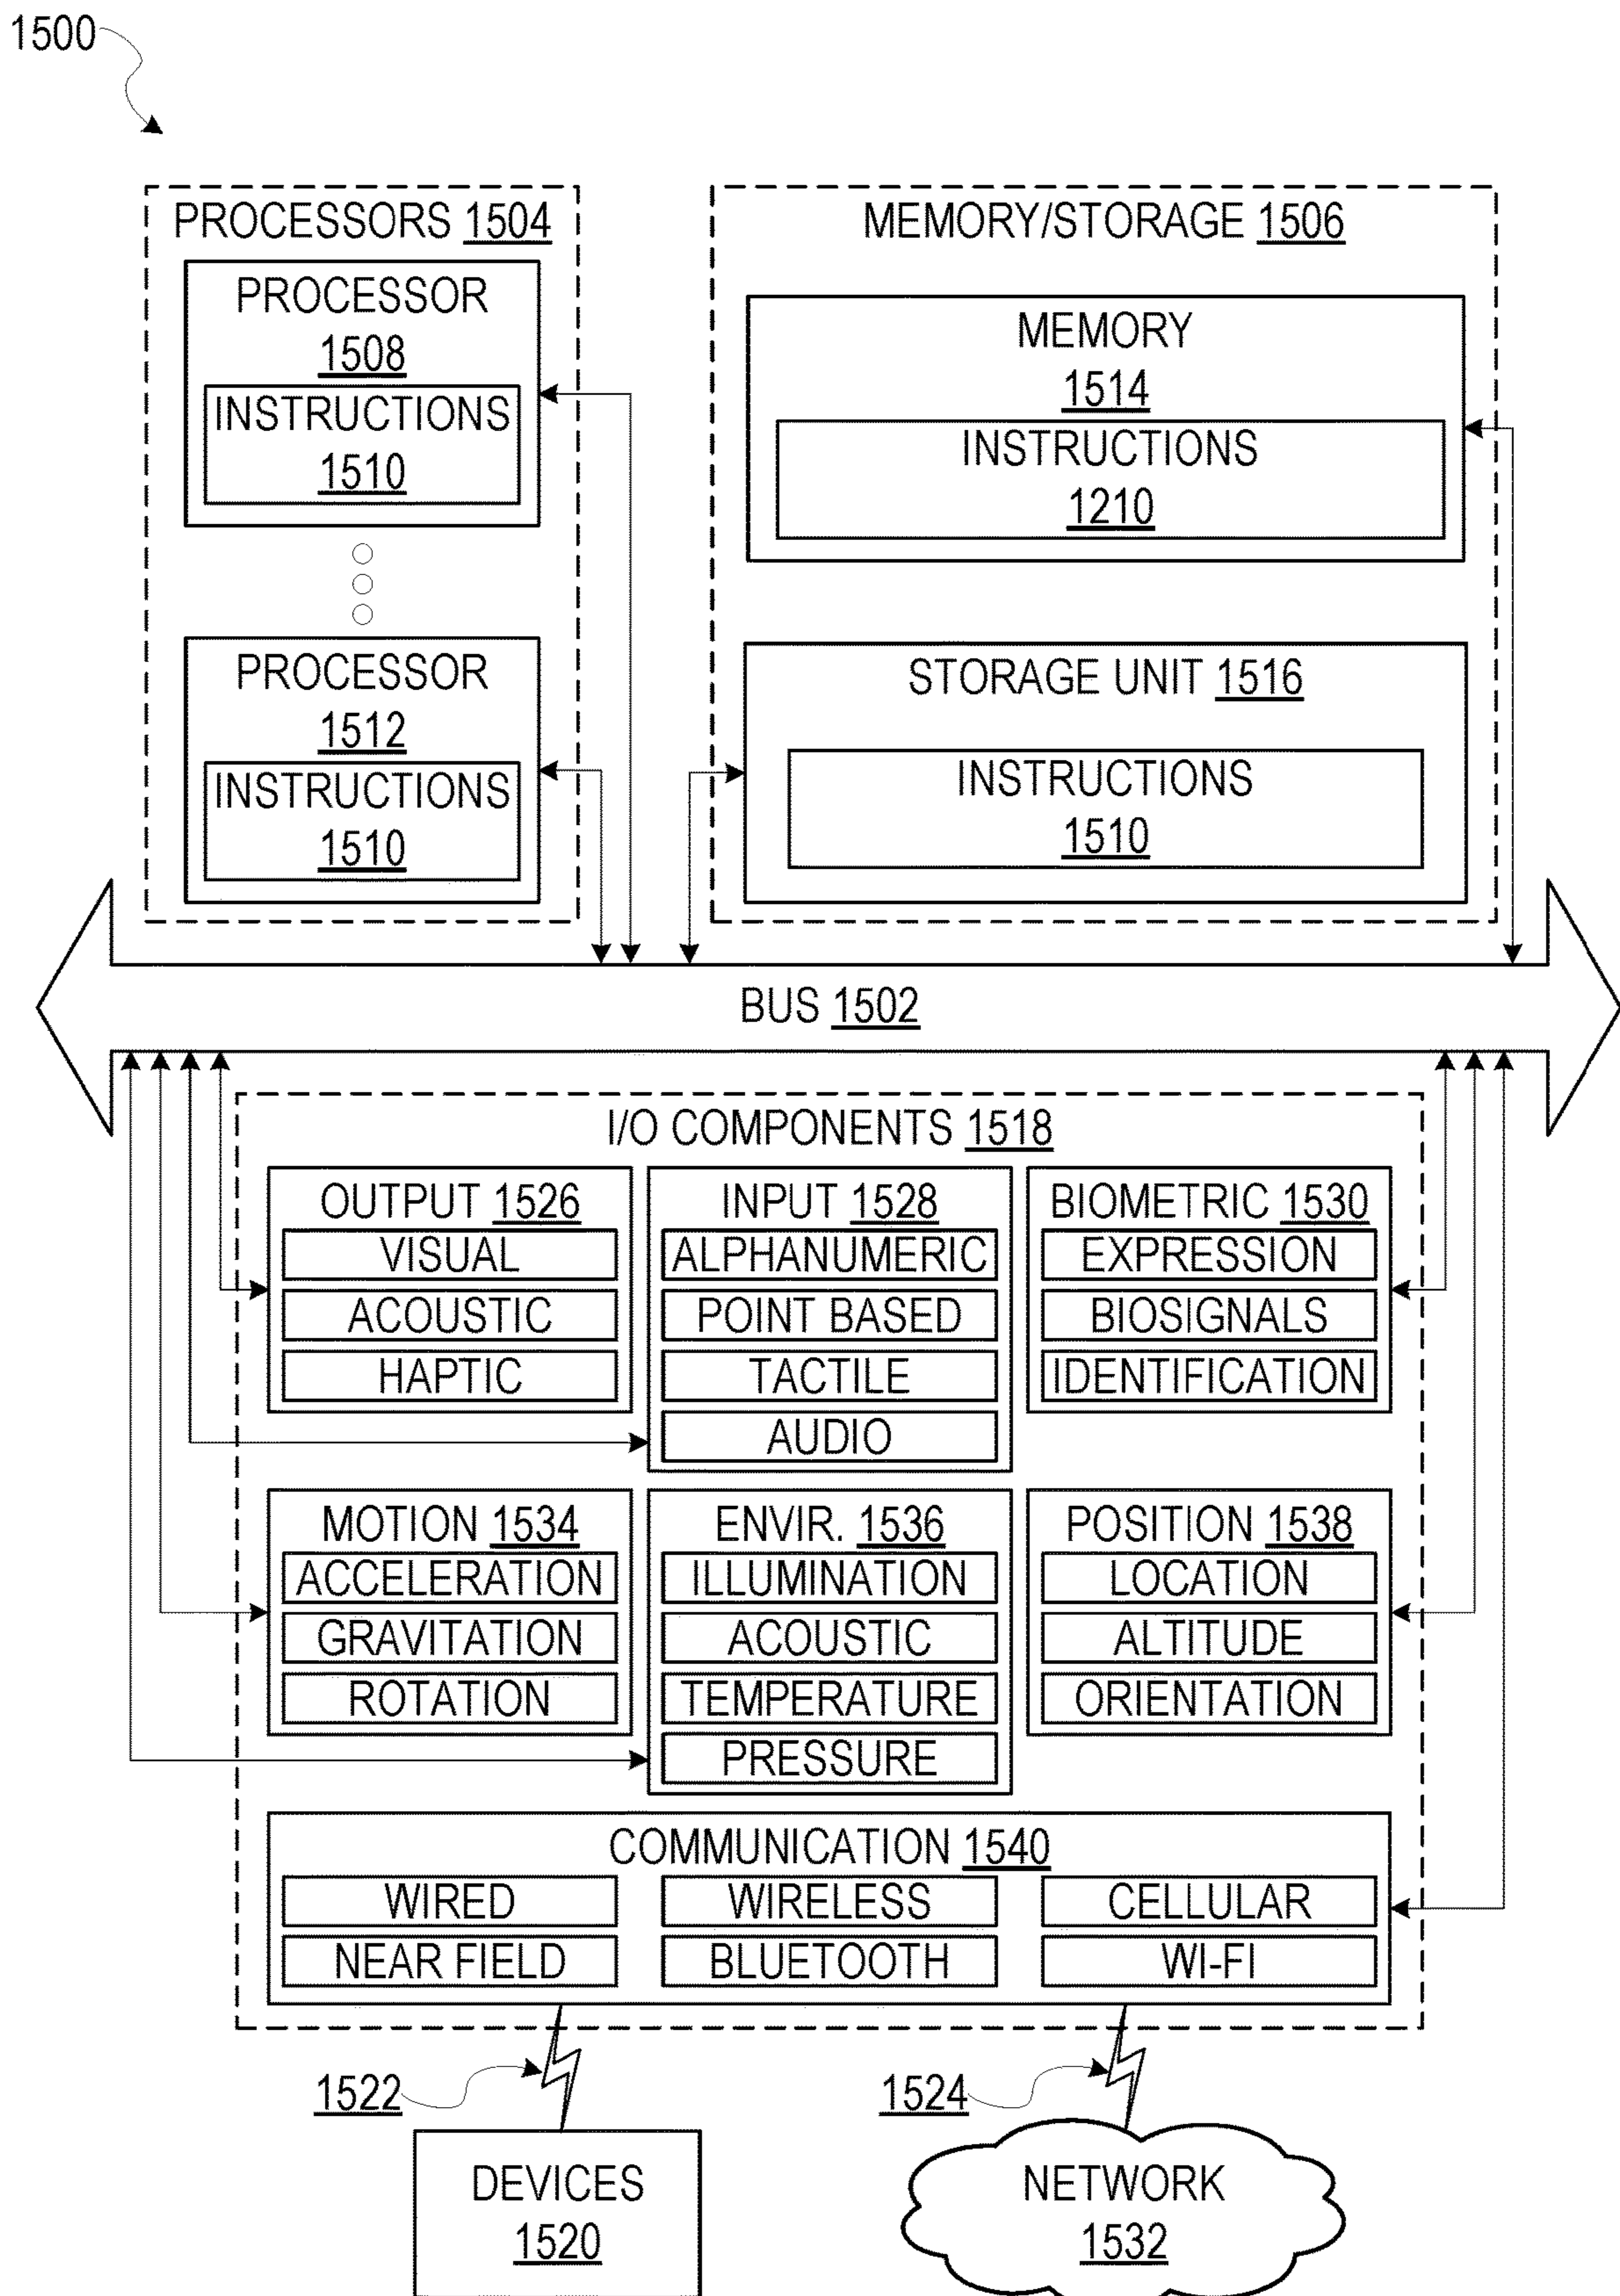 1500
PROCESSORS 1504
PROCESSOR
1508
INSTRUCTIONS
1510
PROCESSOR
1512
INSTRUCTIONS
1510
MEMORY/STORAGE 1506
MEMORY
1514
INSTRUCTIONS
1210
STORAGE UNIT 1516
INSTRUCTIONS
1510
BUS 1502
I/O COMPONENTS 1518
OUTPUT 1526
VISUAL
ACOUSTIC
HAPTIC
INPUT 1528
ALPHANUMERIC
POINT BASED
TACTILE
AUDIO
BIOMETRIC 1530
EXPRESSION
BIOSIGNALS
IDENTIFICATION
MOTION 1534
ACCELERATION
GRAVITATION
ROTATION
ENVIR. 1536
ILLUMINATION
ACOUSTIC
TEMPERATURE
PRESSURE
POSITION 1538
LOCATION
ALTITUDE
ORIENTATION
COMMUNICATION 1540
WIRED
WIRELESS
CELLULAR
NEAR FIELD
BLUETOOTH
WI-FI
1522
1524
DEVICES
1520
NETWORK
1532